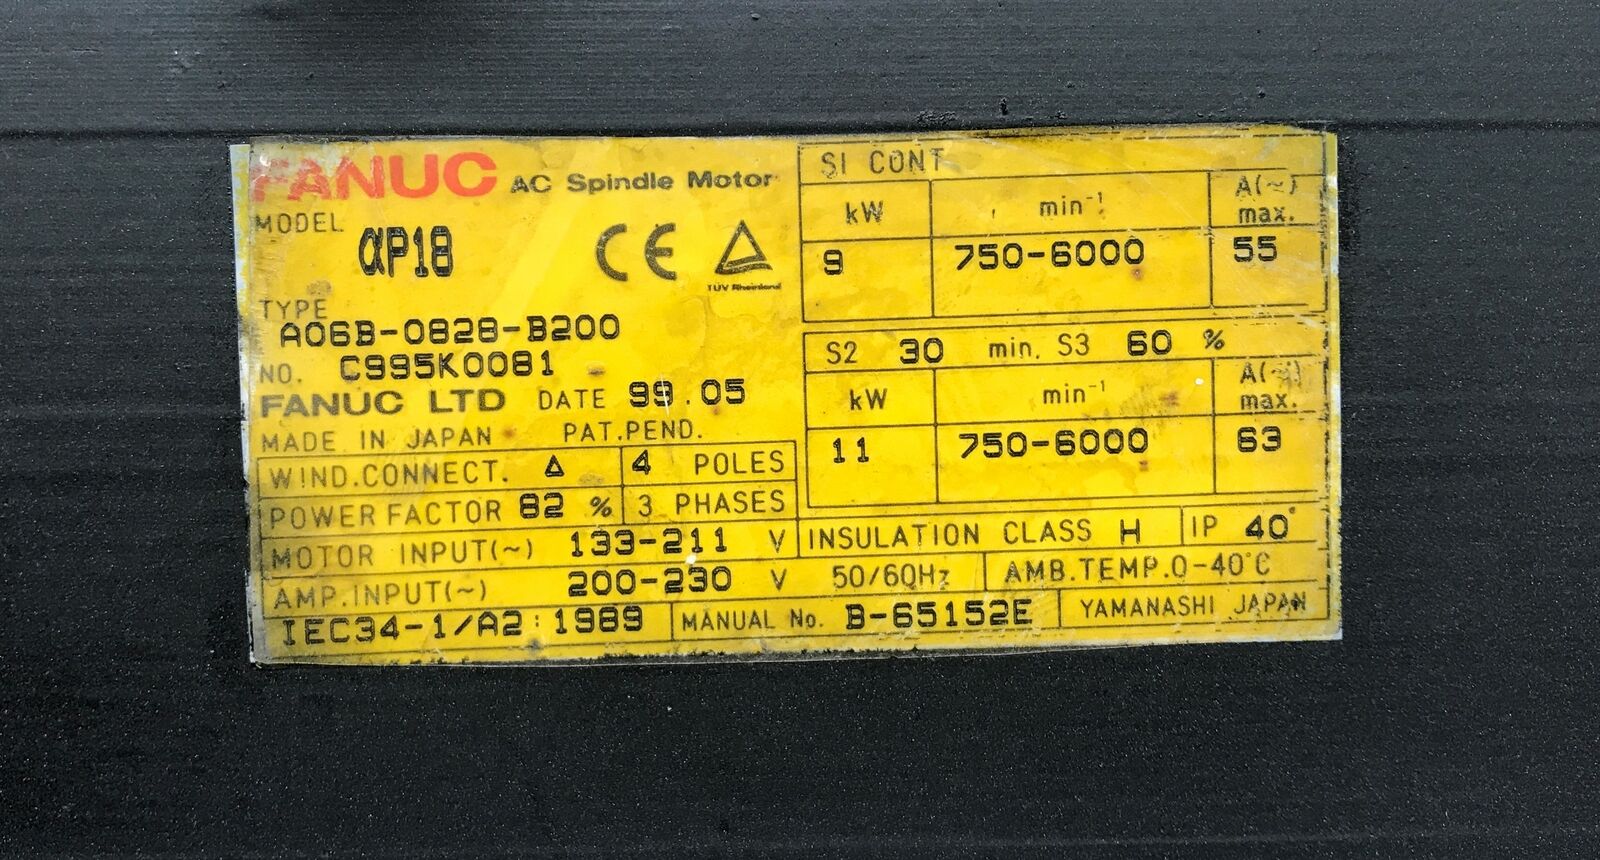 FANUC AC Spindle Motor
MODEL αP18
CE
TÜV Rheinland
TYPE A06B-0828-B200
NO. C995K0081
FANUC LTD DATE 99.05
MADE IN JAPAN PAT.PEND.
WIND.CONNECT. Δ 4 POLES
POWER FACTOR 82 % 3 PHASES
MOTOR INPUT(~) 133-211 V
AMP.INPUT(~) 200-230 V 50/60Hz
IEC34-1/A2:1989
SI CONT
kW min⁻¹ A(~) max.
9 750-6000 55
S2 30 min. S3 60 %
kW min⁻¹ A(~) max.
11 750-6000 63
INSULATION CLASS H IP 40
AMB.TEMP.0-40°C
MANUAL No. B-65152E YAMANASHI JAPAN